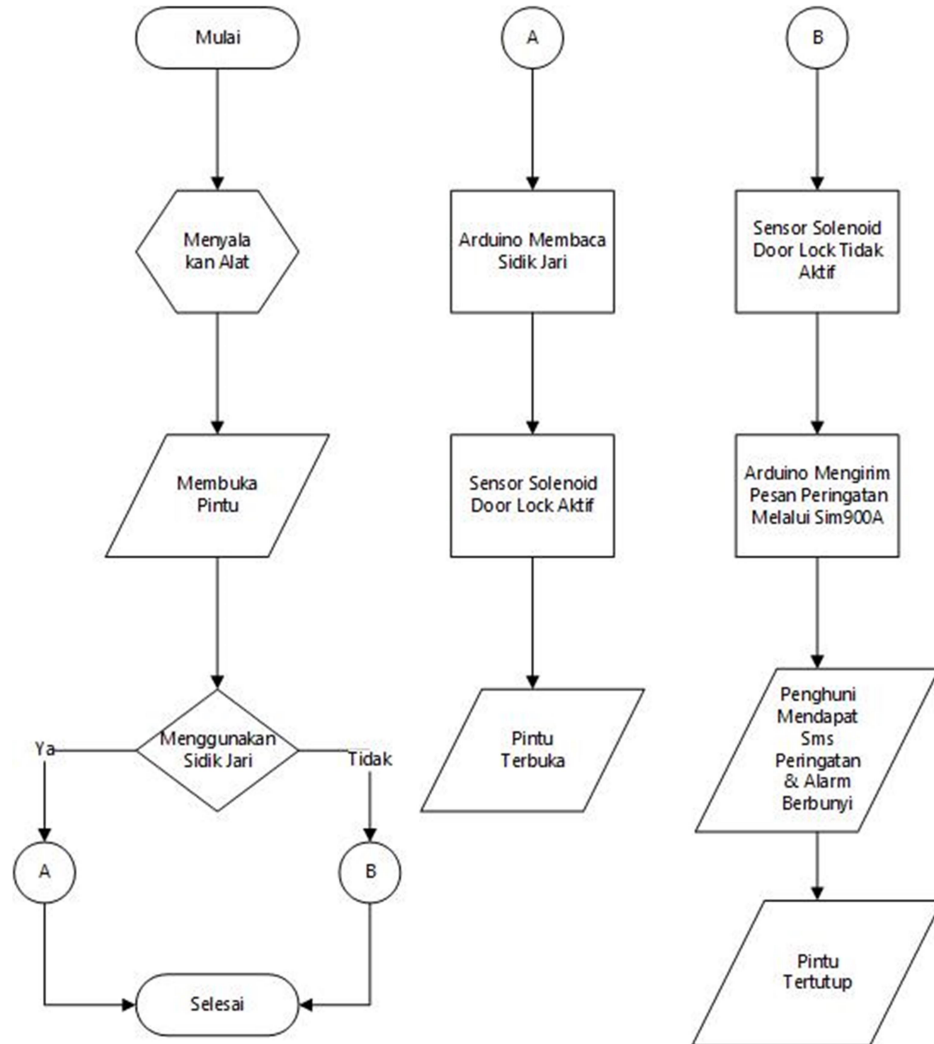 Mulai
Menyala
kan Alat
Membuka
Pintu
Menggunakan
Sidik Jari
Ya
Tidak
A
B
Selesai
A
Arduino Membaca
Sidik Jari
Sensor Solenoid
Door Lock Aktif
Pintu
Terbuka
B
Sensor Solenoid
Door Lock Tidak
Aktif
Arduino Mengirim
Pesan Peringatan
Melalui Sim900A
Penghuni
Mendapat
Sms
Peringatan
& Alarm
Berbunyi
Pintu
Tertutup